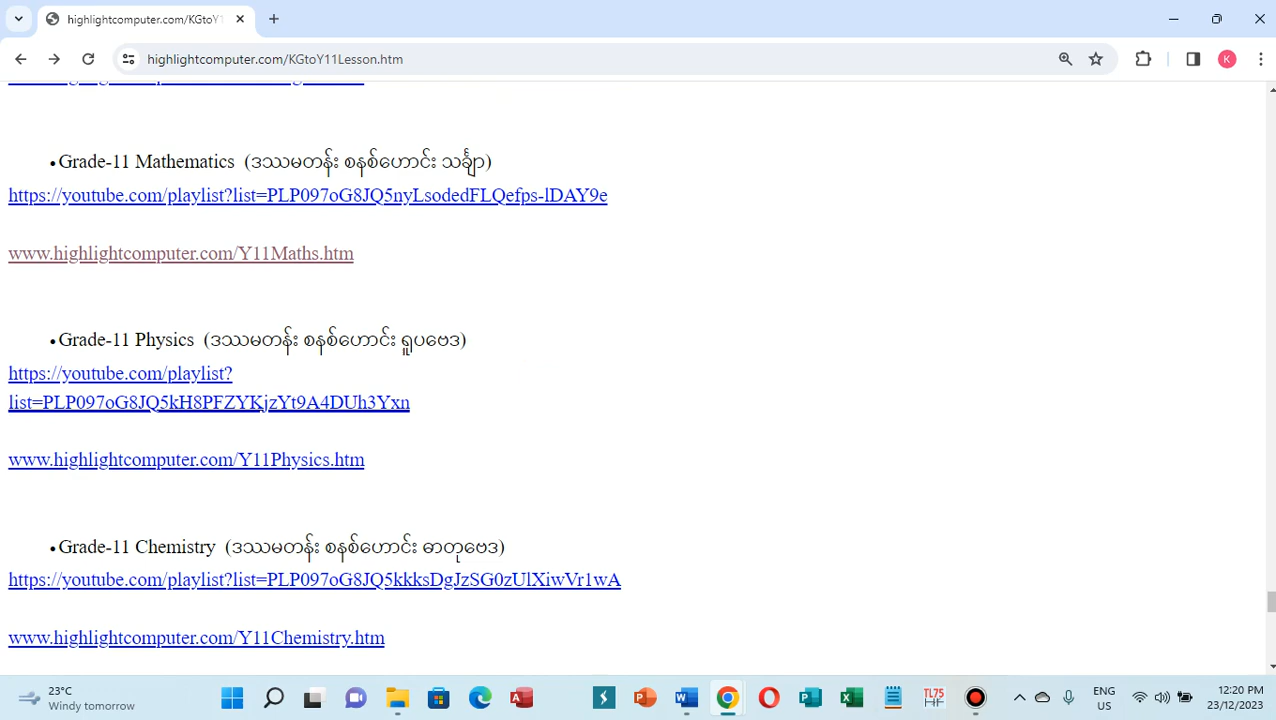 highlightcomputer.com/KGtoY1
highlightcomputer.com/KGtoY11Lesson.htm
K
• Grade-11 Mathematics (ဒဿမတန်း စနစ်ဟောင်း သင်္ချာ)
https://youtube.com/playlist?list=PLP097oG8JQ5nyLsodedFLQefps-lDAY9e
www.highlightcomputer.com/Y11Maths.htm
• Grade-11 Physics (ဒဿမတန်း စနစ်ဟောင်း ရူပဗေဒ)
https://youtube.com/playlist?
list=PLP097oG8JQ5kH8PFZYKjzYt9A4DUh3Yxn
www.highlightcomputer.com/Y11Physics.htm
• Grade-11 Chemistry (ဒဿမတန်း စနစ်ဟောင်း ဓာတုဗေဒ)
https://youtube.com/playlist?list=PLP097oG8JQ5kkksDgJzSG0zUlXiwVr1wA
www.highlightcomputer.com/Y11Chemistry.htm
23°C
Windy tomorrow
TL75
ENG
US
12:20 PM
23/12/2023